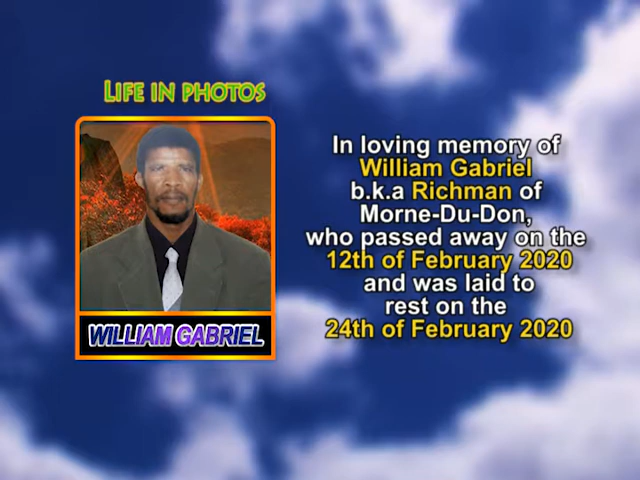 LIFE IN PHOTOS
WILLIAM GABRIEL
In loving memory of
William Gabriel
b.k.a Richman of
Morne-Du-Don,
who passed away on the
12th of February 2020
and was laid to
rest on the
24th of February 2020